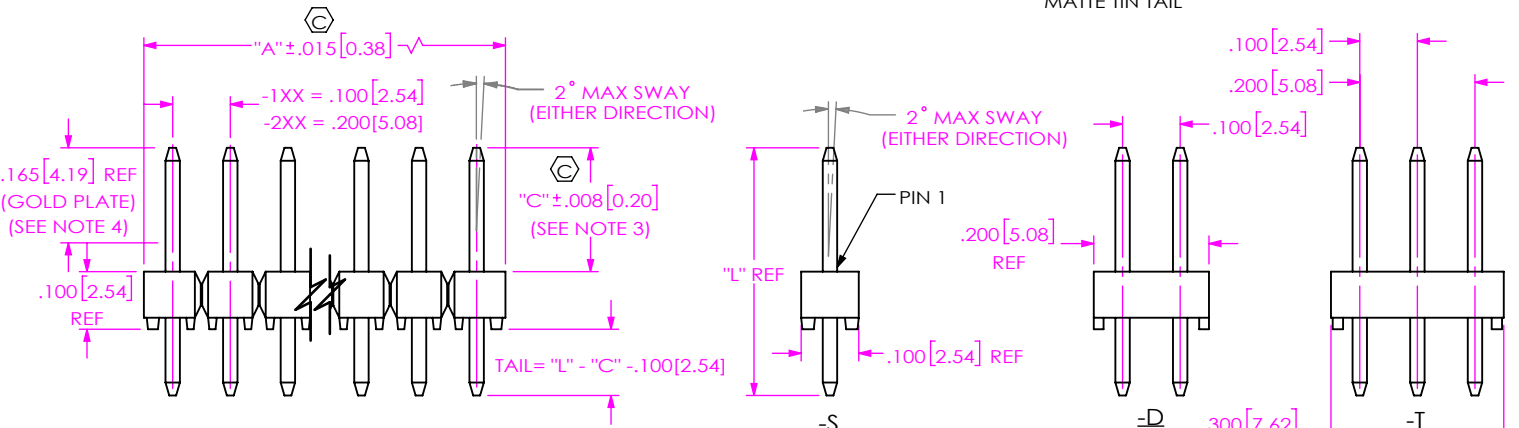 MATTE TIN TAIL
C
"A"±.015[0.38]
-1XX = .100[2.54]
-2XX = .200[5.08]
2° MAX SWAY
(EITHER DIRECTION)
.165[4.19] REF
(GOLD PLATE)
(SEE NOTE 4)
C
"C"±.008[0.20]
(SEE NOTE 3)
.100[2.54]
REF
TAIL= "L" - "C" -.100[2.54]
2° MAX SWAY
(EITHER DIRECTION)
PIN 1
"L" REF
.100[2.54] REF
-S
.100[2.54]
.200[5.08]
REF
-D
.100[2.54]
.200[5.08]
.300[7.62]
-T